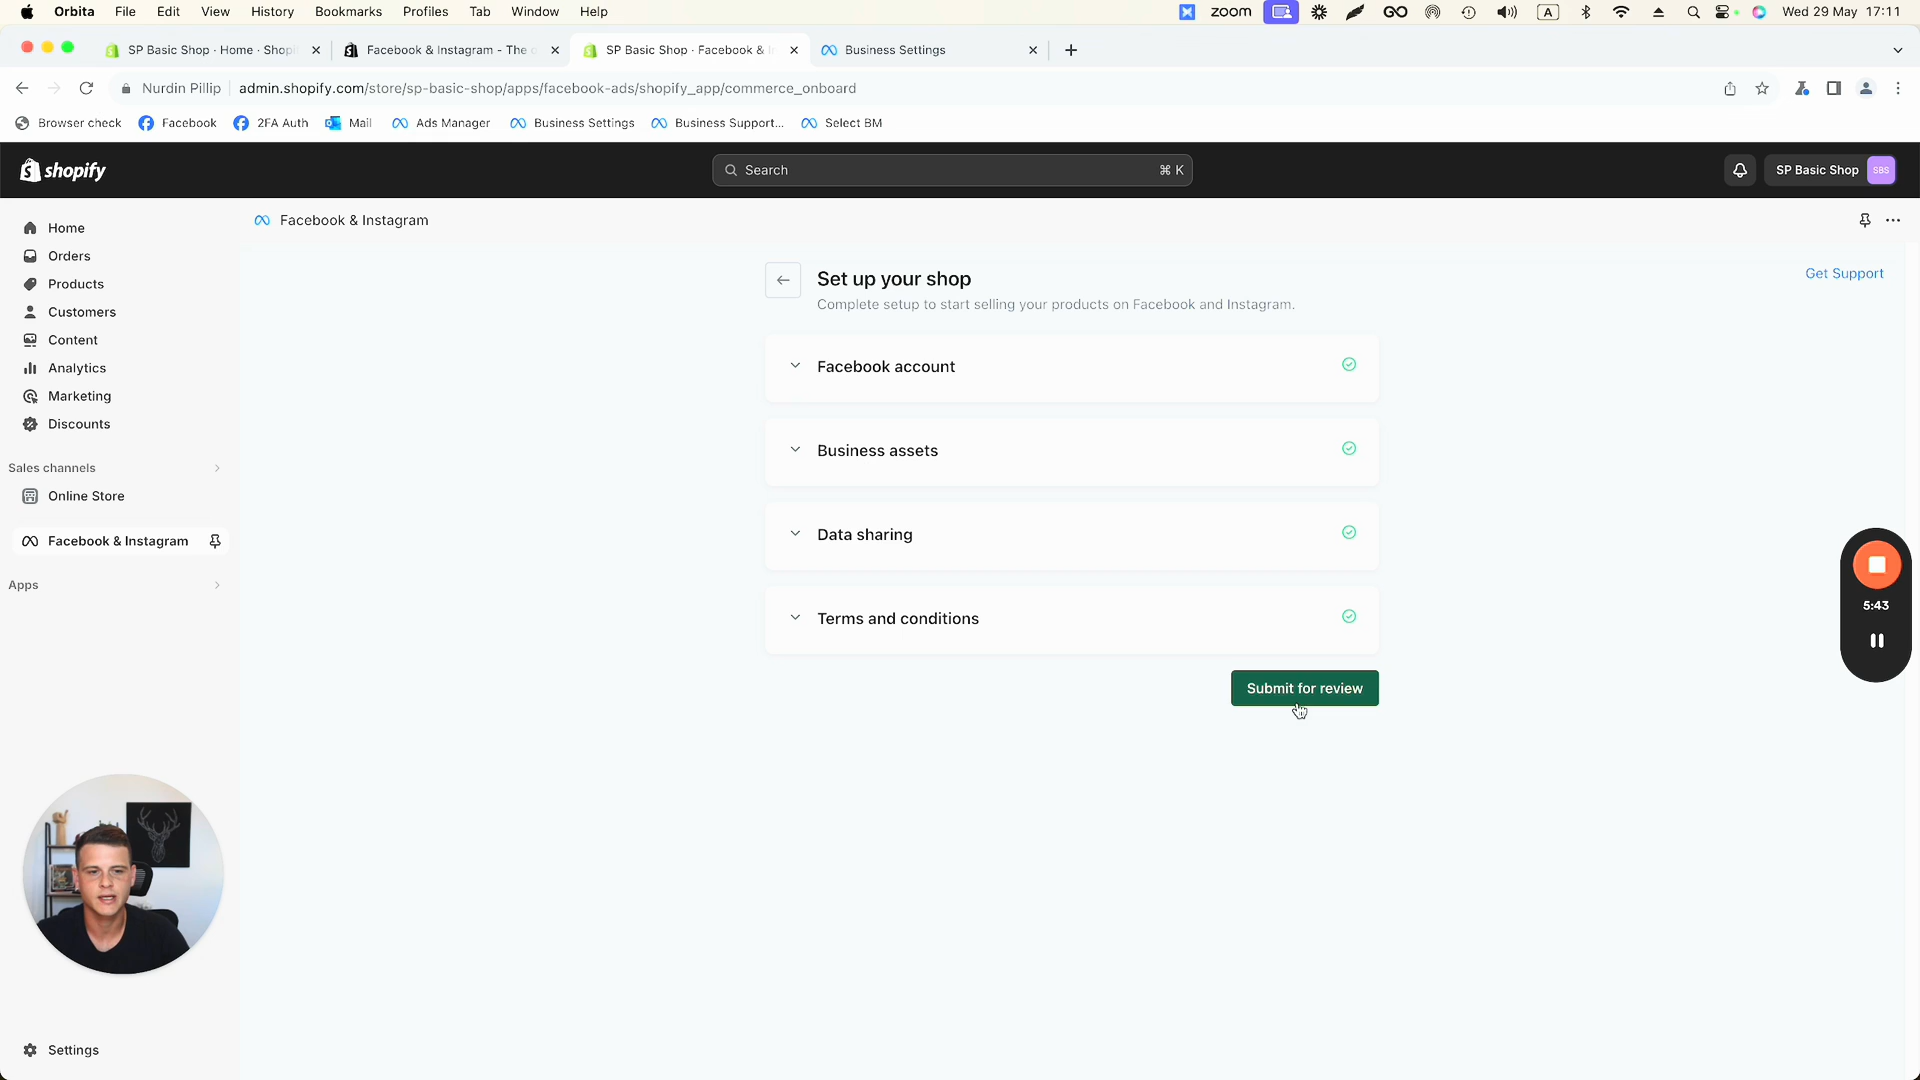 Orbita File Edit View History Bookmarks Profiles Tab Window Help zoom A Wed 29 May 17:11
SP Basic Shop · Home · Shopi Facebook & Instagram - The SP Basic Shop · Facebook & Business Settings
Nurdin Pillip admin.shopify.com/store/sp-basic-shop/apps/facebook-ads/shopify_app/commerce_onboard
Browser check Facebook 2FA Auth Mail Ads Manager Business Settings Business Support... Select BM
shopify Search ⌘ K SP Basic Shop SBS
Facebook & Instagram
Home
Orders
Products
Customers
Content
Analytics
Marketing
Discounts
Sales channels
Online Store
Facebook & Instagram
Apps
Settings
Set up your shop
Get Support
Complete setup to start selling your products on Facebook and Instagram.
Facebook account
Business assets
Data sharing
Terms and conditions
Submit for review
5:43